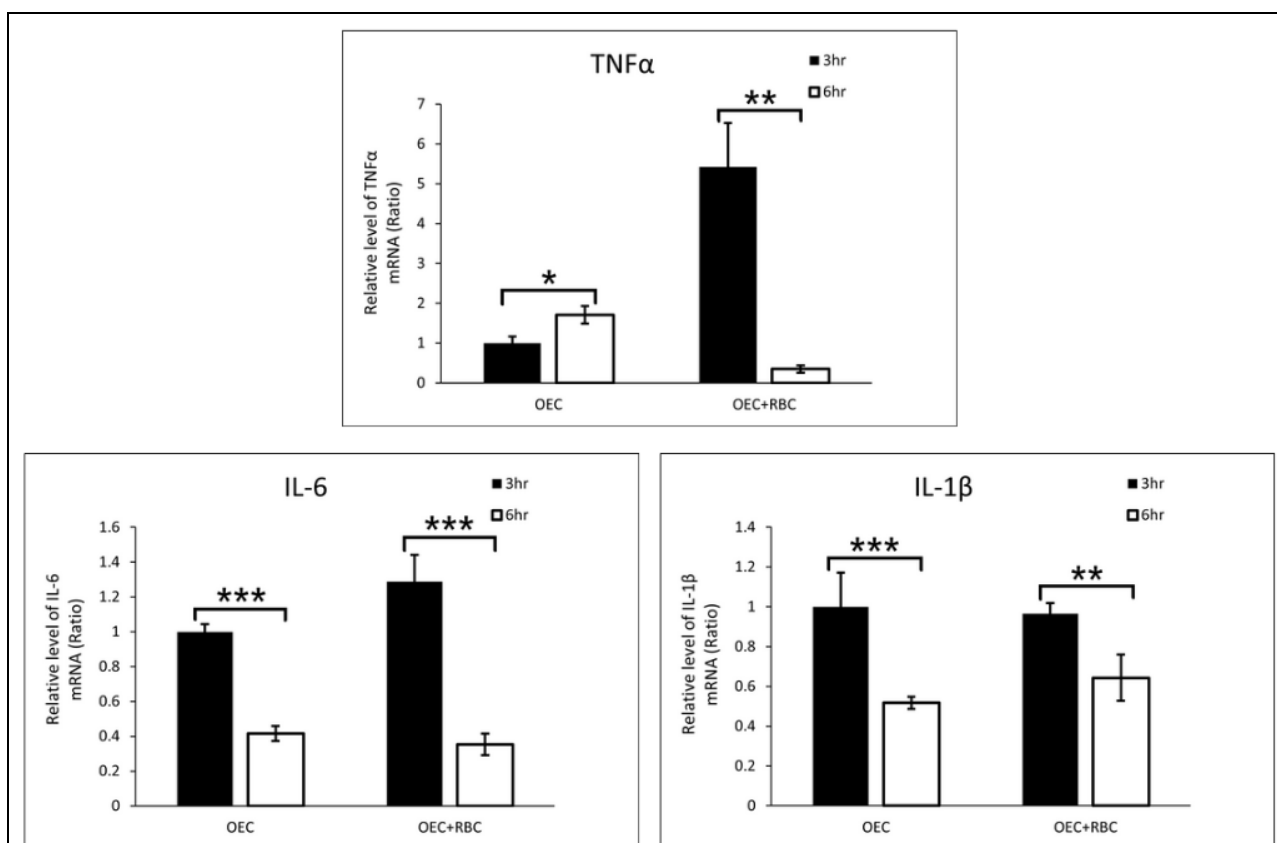 TNFα
3hr
6hr
Relative level of TNFα
mRNA (Ratio)
7
6
5
4
3
2
1
0
*
**
OEC
OEC+RBC
IL-6
3hr
6hr
Relative level of IL-6
mRNA (Ratio)
1.6
1.4
1.2
1
0.8
0.6
0.4
0.2
0
***
***
OEC
OEC+RBC
IL-1β
3hr
6hr
Relative level of IL-1β
mRNA (Ratio)
1.4
1.2
1
0.8
0.6
0.4
0.2
0
***
**
OEC
OEC+RBC